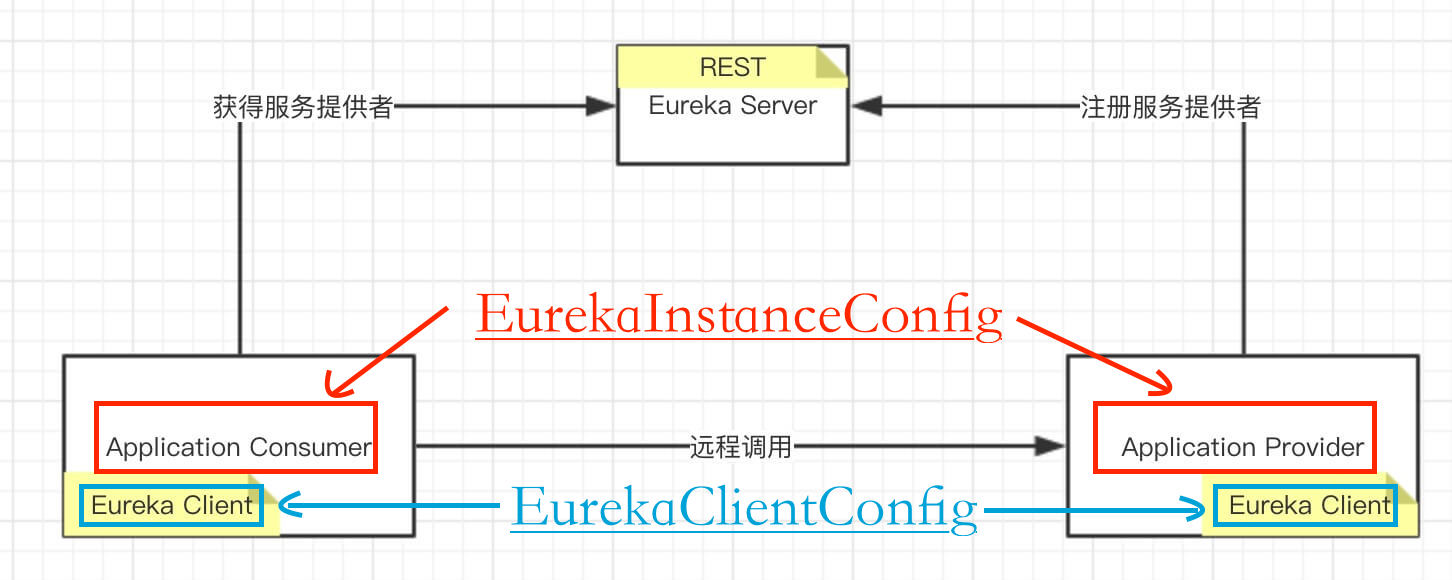 REST
获得服务提供者
Eureka Server
注册服务提供者
EurekaInstanceConfig
Application Consumer
远程调用
Application Provider
Eureka Client
EurekaClientConfig
Eureka Client